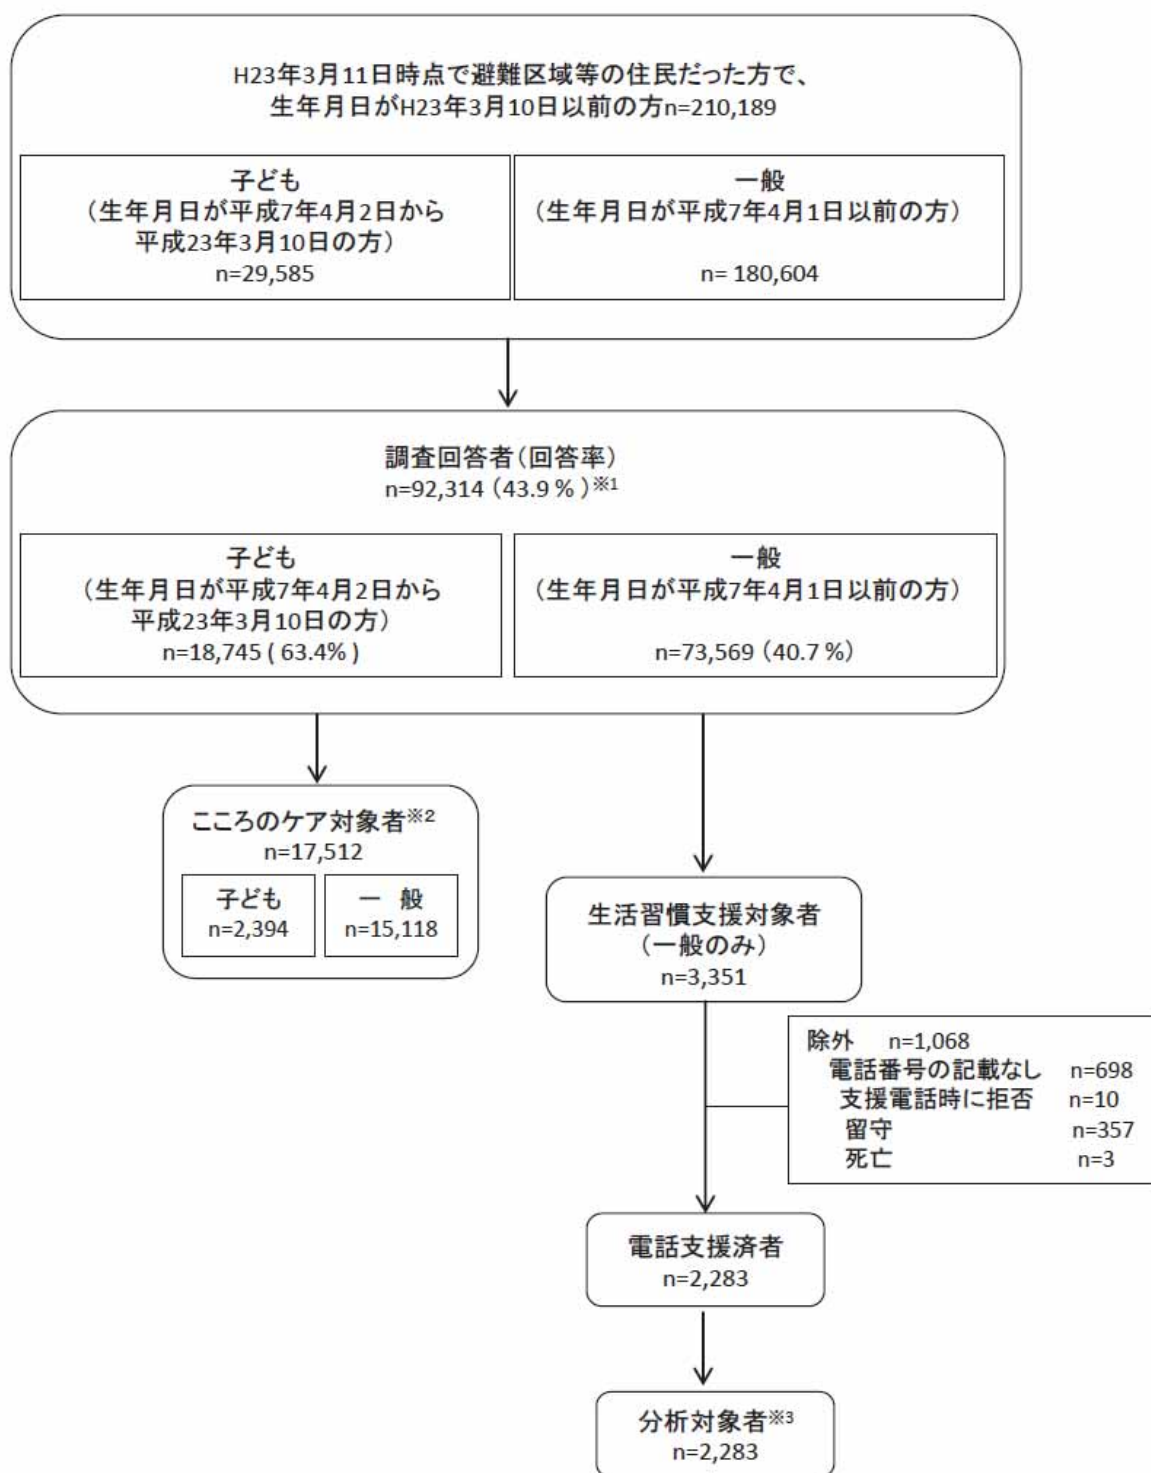 H23年3月11日時点で避難区域等の住民だった方で、
生年月日がH23年3月10日以前の方n=210,189
子ども
（生年月日が平成7年4月2日から
平成23年3月10日の方）
n=29,585
一般
（生年月日が平成7年4月1日以前の方）
n= 180,604
調査回答者（回答率）
n=92,314（43.9 %）※1
子ども
（生年月日が平成7年4月2日から
平成23年3月10日の方）
n=18,745 ( 63.4% )
一般
（生年月日が平成7年4月1日以前の方）
n=73,569（40.7 %）
こころのケア対象者※2
n=17,512
子ども
n=2,394
一 般
n=15,118
生活習慣支援対象者
（一般のみ）
n=3,351
除外 n=1,068
電話番号の記載なし n=698
支援電話時に拒否 n=10
留守 n=357
死亡 n=3
電話支援済者
n=2,283
分析対象者※3
n=2,283